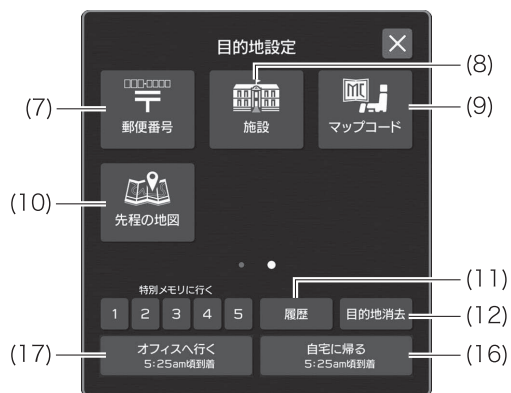 目的地設定
(8)
(7)
郵便番号
施設
MC
マップコード
(9)
(10)
先程の地図
(11)
特別メモリに行く
1 2 3 4 5
履歴
目的地消去
(12)
(17)
オフィスへ行く
5:25am頃到着
自宅に帰る
5:25am頃到着
(16)